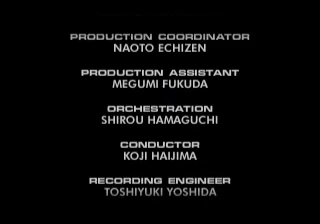 PRODUCTION COORDINATOR
NAOTO ECHIZEN
PRODUCTION ASSISTANT
MEGUMI FUKUDA
ORCHESTRATION
SHIROU HAMAGUCHI
CONDUCTOR
KOJI HAIJIMA
RECORDING ENGINEER
TOSHIYUKI YOSHIDA